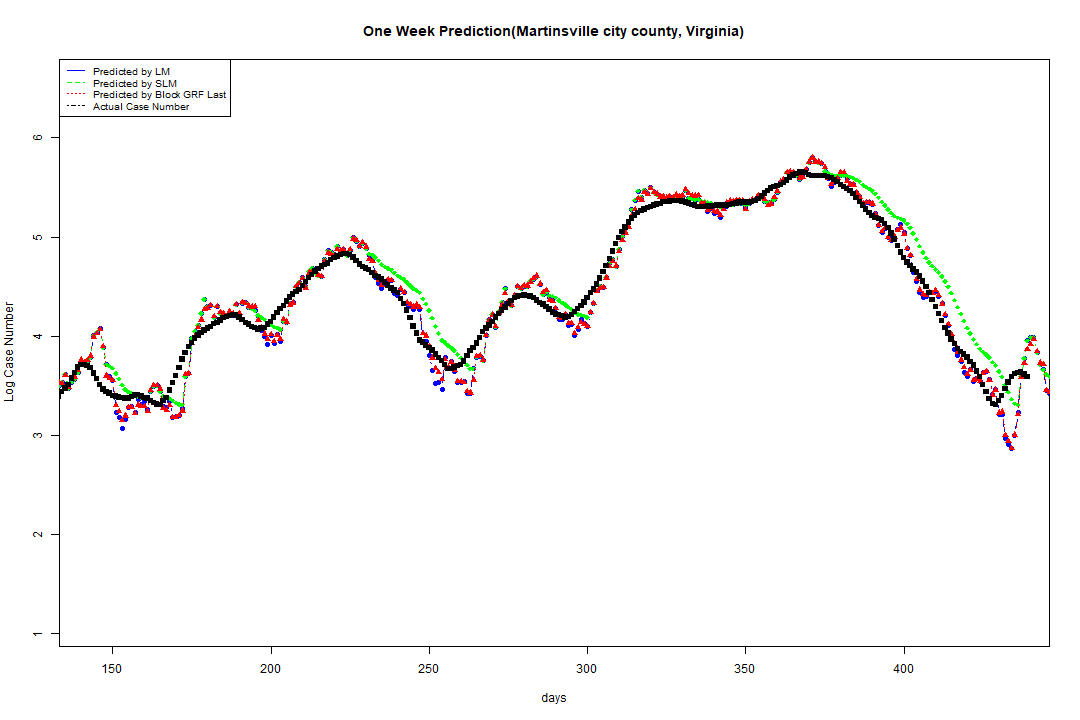 One Week Prediction(Martinsville city county, Virginia)
Predicted by LM
Predicted by SLM
Predicted by Block GRF Last
Actual Case Number
Log Case Number
6
5
4
3
2
1
150 200 250 300 350 400
days